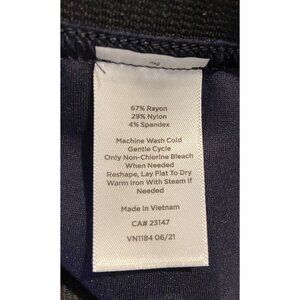 67% Rayon
29% Nylon
4% Spandex
Machine Wash Cold
Gentle Cycle
Only Non-Chlorine Bleach
When Needed
Reshape, Lay Flat To Dry
Warm Iron With Steam if
Needed
Made in Vietnam
CA# 23147
VN1184 06/21